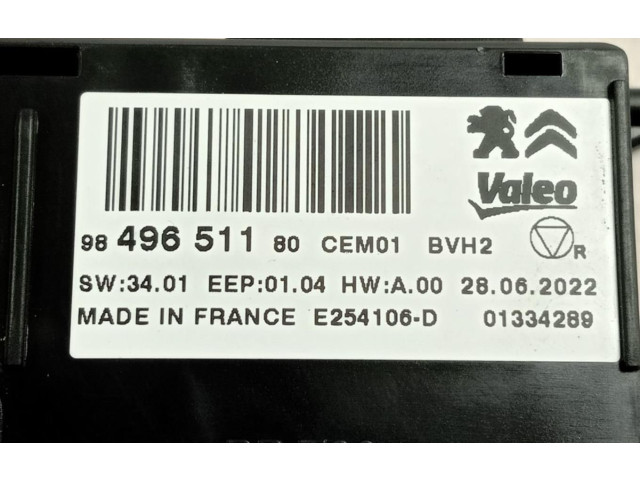 Valeo
98 496 511 80 CEM01 BVH2 R
SW:34.01 EEP:01.04 HW:A.00 28.06.2022
MADE IN FRANCE E254106-D 01334289